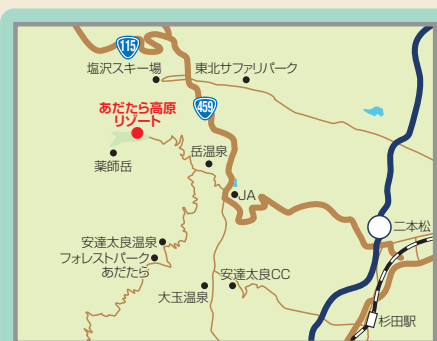 115
塩沢スキー場
東北サファリパーク
あだたら高原
リゾート
459
薬師岳
岳温泉
JA
二本松
安達太良温泉
フォレストパーク
あだたら
安達太良CC
大玉温泉
杉田駅